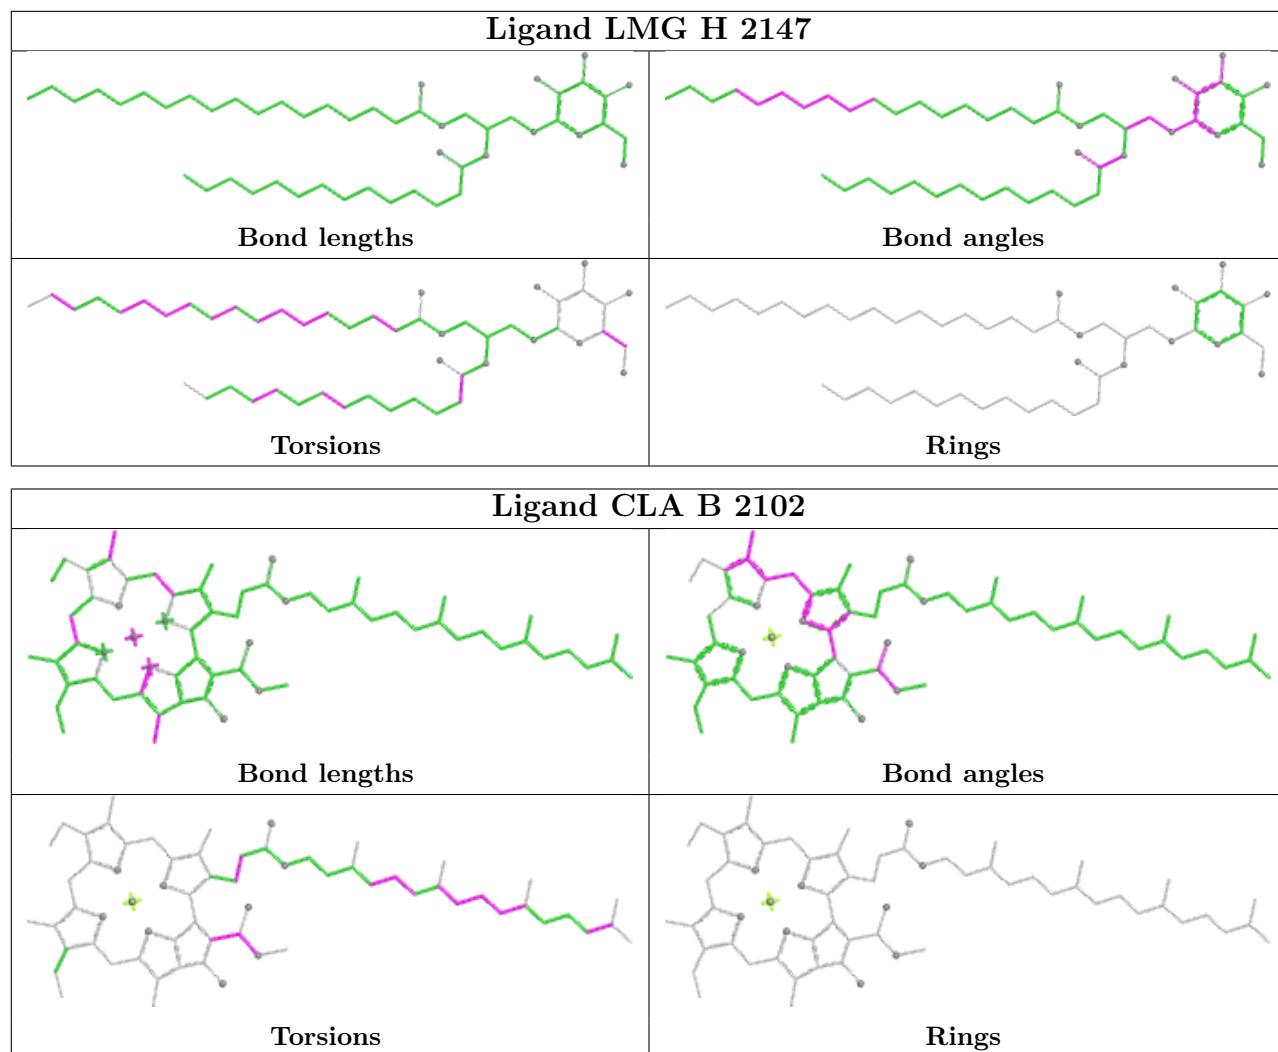 Ligand LMG H 2147
Bond lengths
Bond angles
Torsions
Rings
Ligand CLA B 2102
Bond lengths
Bond angles
Torsions
Rings